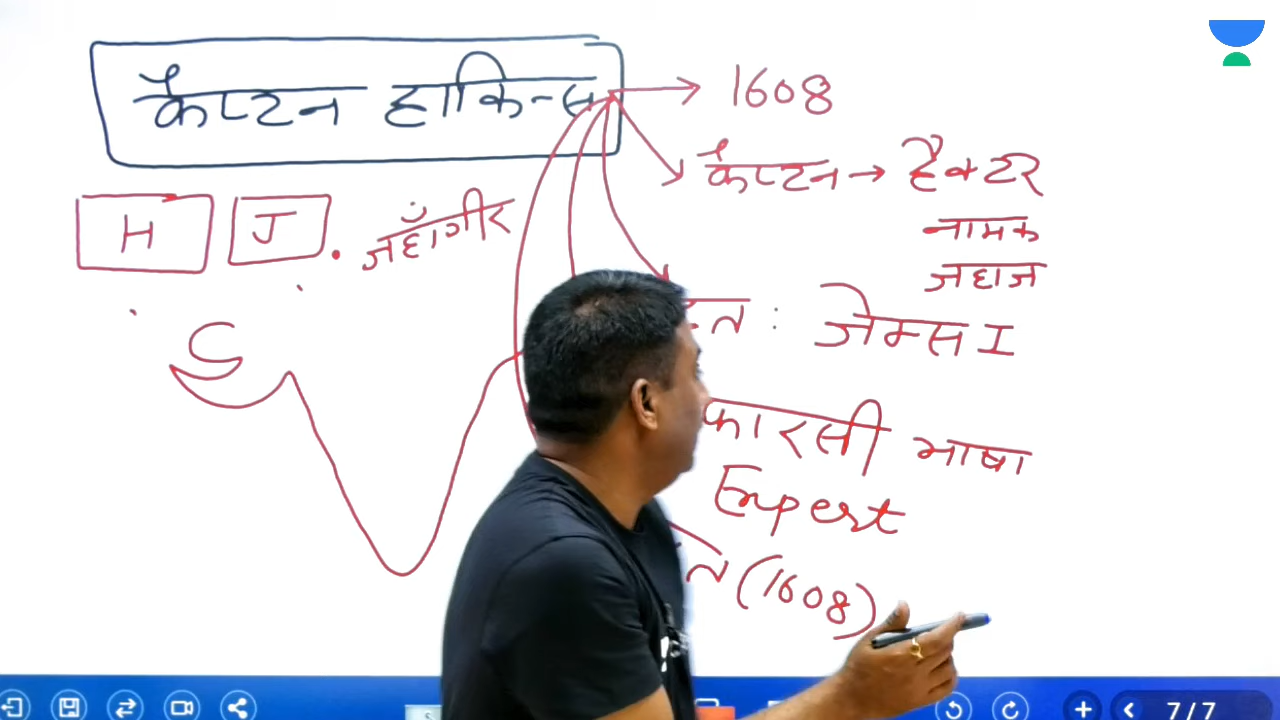 कैप्टन हाकिन्स
1608
कैप्टन → हैक्टर
नामक
जहाज
H
J
जहाँगीर
: जेम्स I
फारसी भाषा
Expert
(1608)
7/7